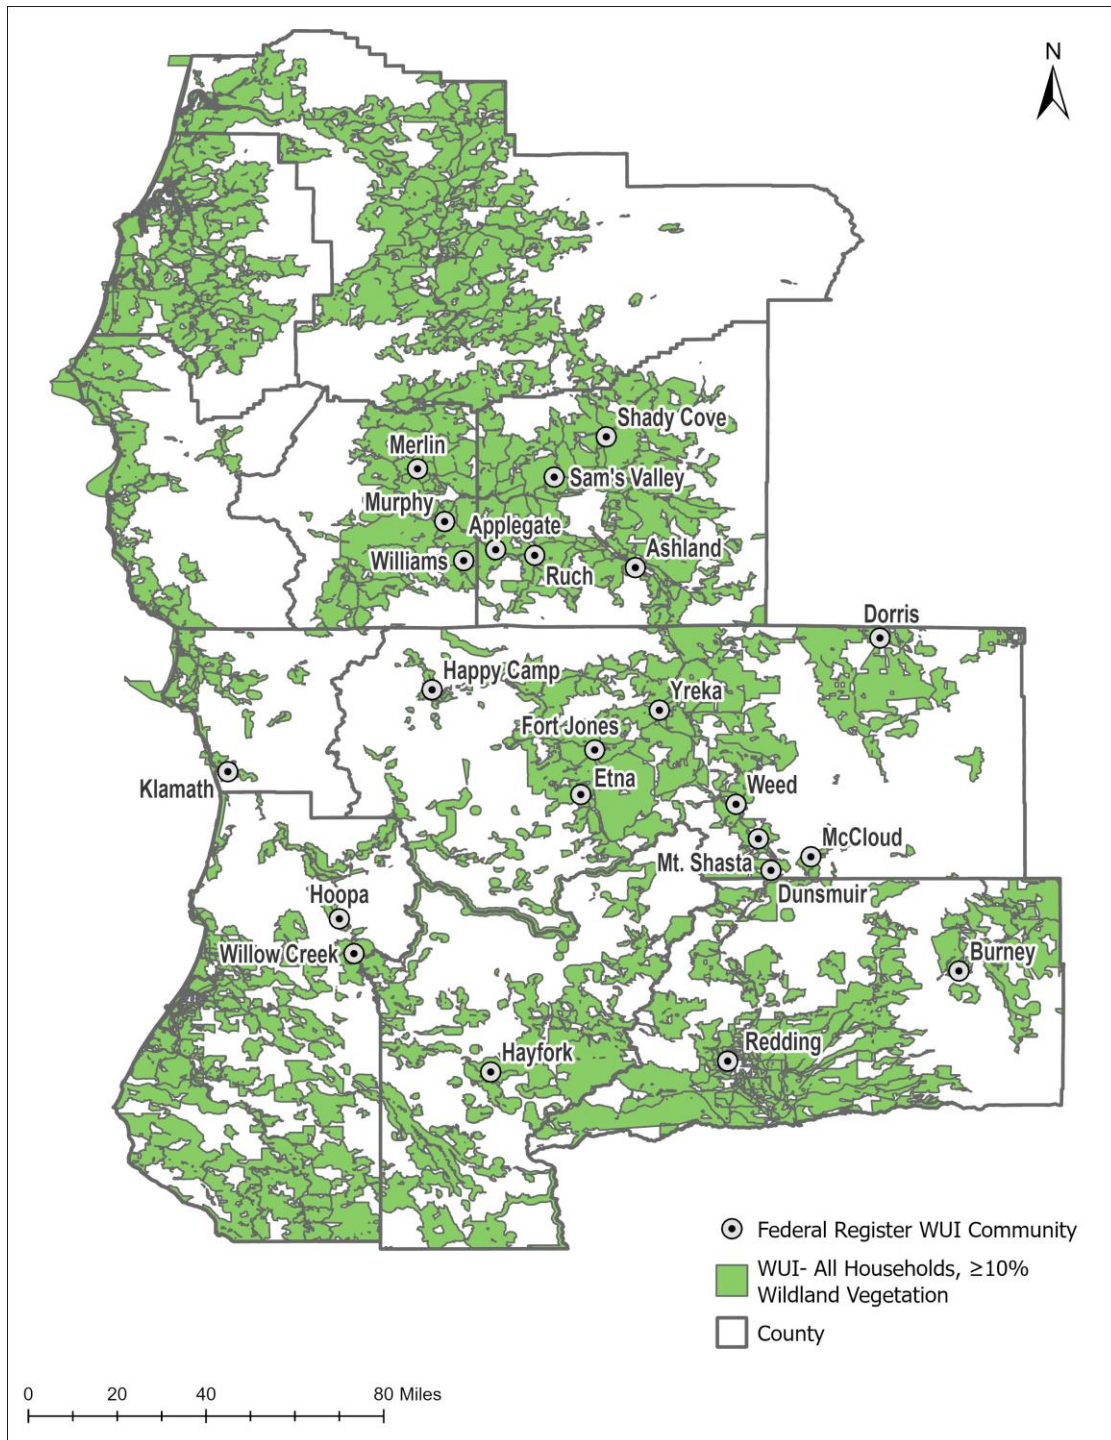 N
Shady Cove
Merlin
Sam's Valley
Murphy
Applegate
Williams
Ashland
Ruch
Dorris
Happy Camp
Yreka
Fort Jones
Etna
Klamath
Weed
McCloud
Mt. Shasta
Dunsmuir
Hoopa
Willow Creek
Burney
Redding
Hayfork
Federal Register WUI Community
WUI- All Households, ≥10%
Wildland Vegetation
County
0 20 40 80 Miles